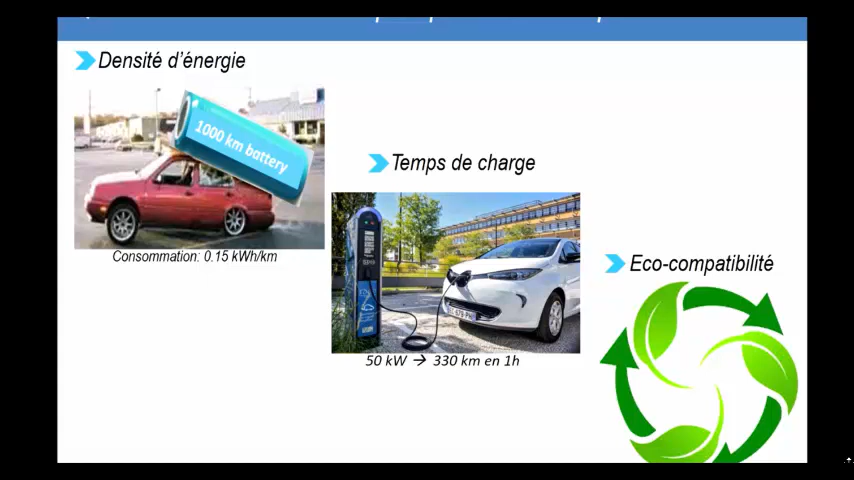 Densité d'énergie
1000 km battery
Consommation: 0.15 kWh/km
Temps de charge
50 kW → 330 km en 1h
Eco-compatibilité